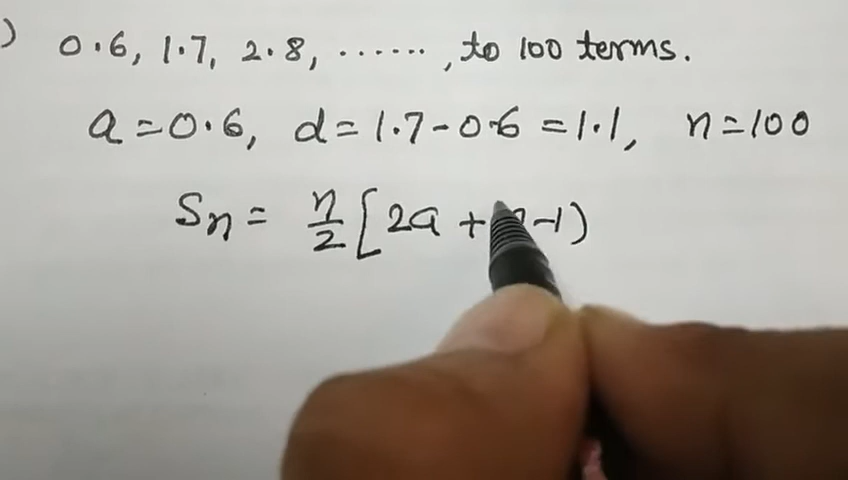 ) 0.6, 1.7, 2.8, ......, to 100 terms.
a = 0.6, d = 1.7 - 0.6 = 1.1, n = 100
Sn = n/2 [2a + -1)